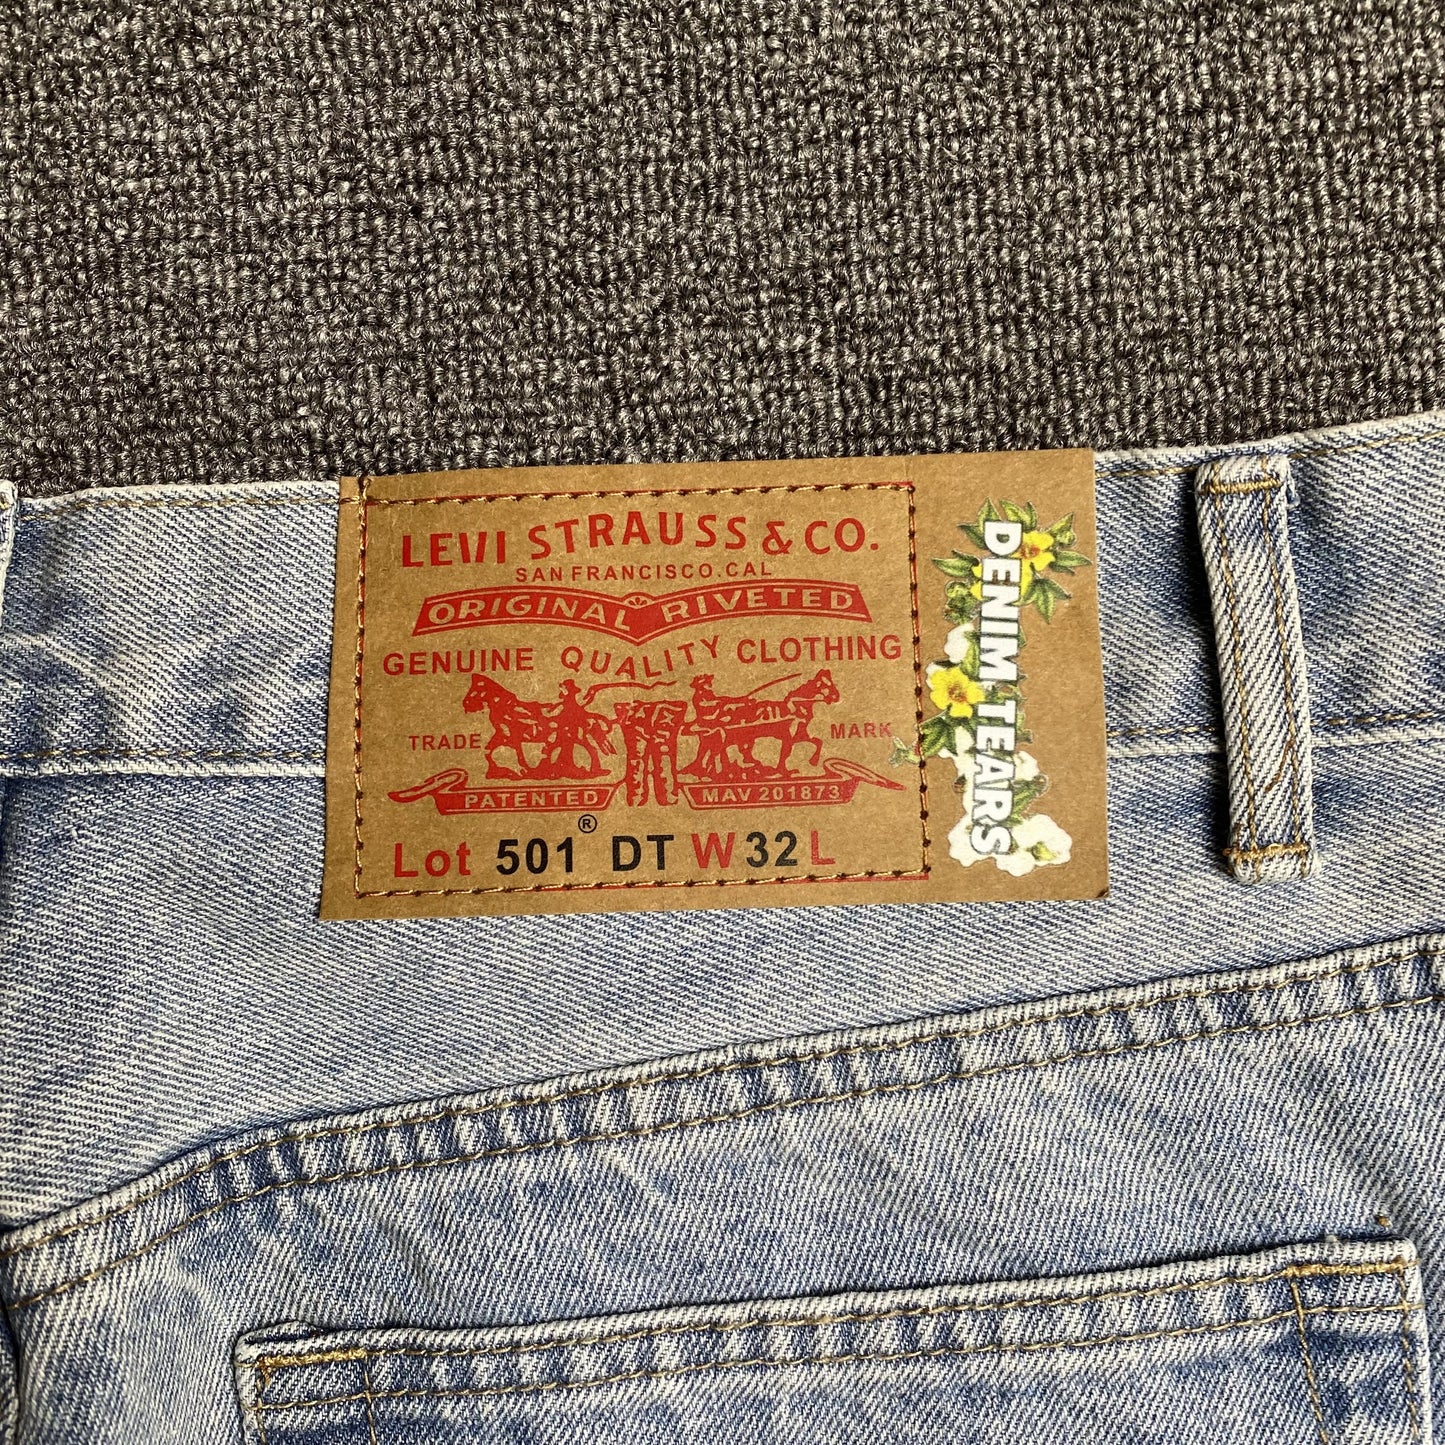 LEVI STRAUSS & CO.
SAN FRANCISCO.CAL
ORIGINAL RIVETED
GENUINE QUALITY CLOTHING
TRADE MARK
PATENTED MAV 201873
Lot 501® DT W 32 L
DENIM TEARS